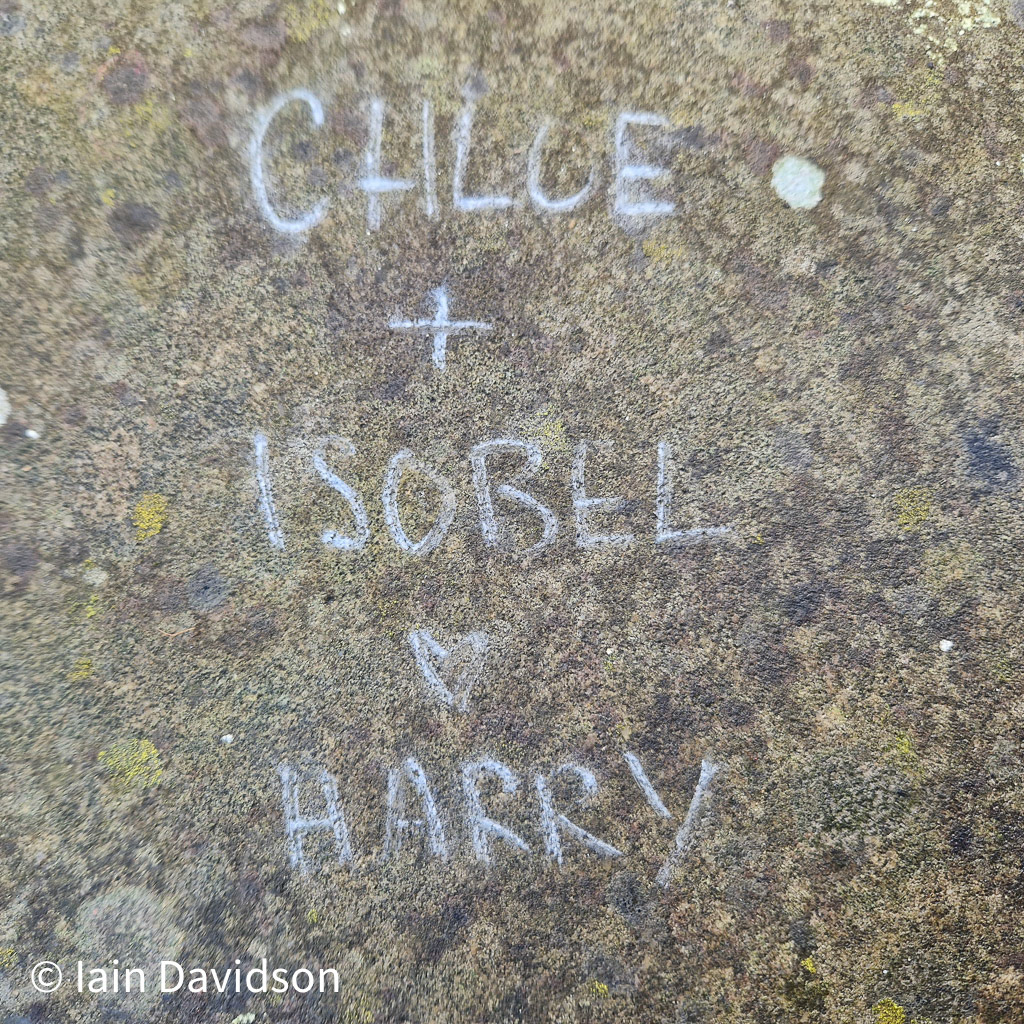 CHLOE
+
ISOBEL
♡
HARRY
© Iain Davidson